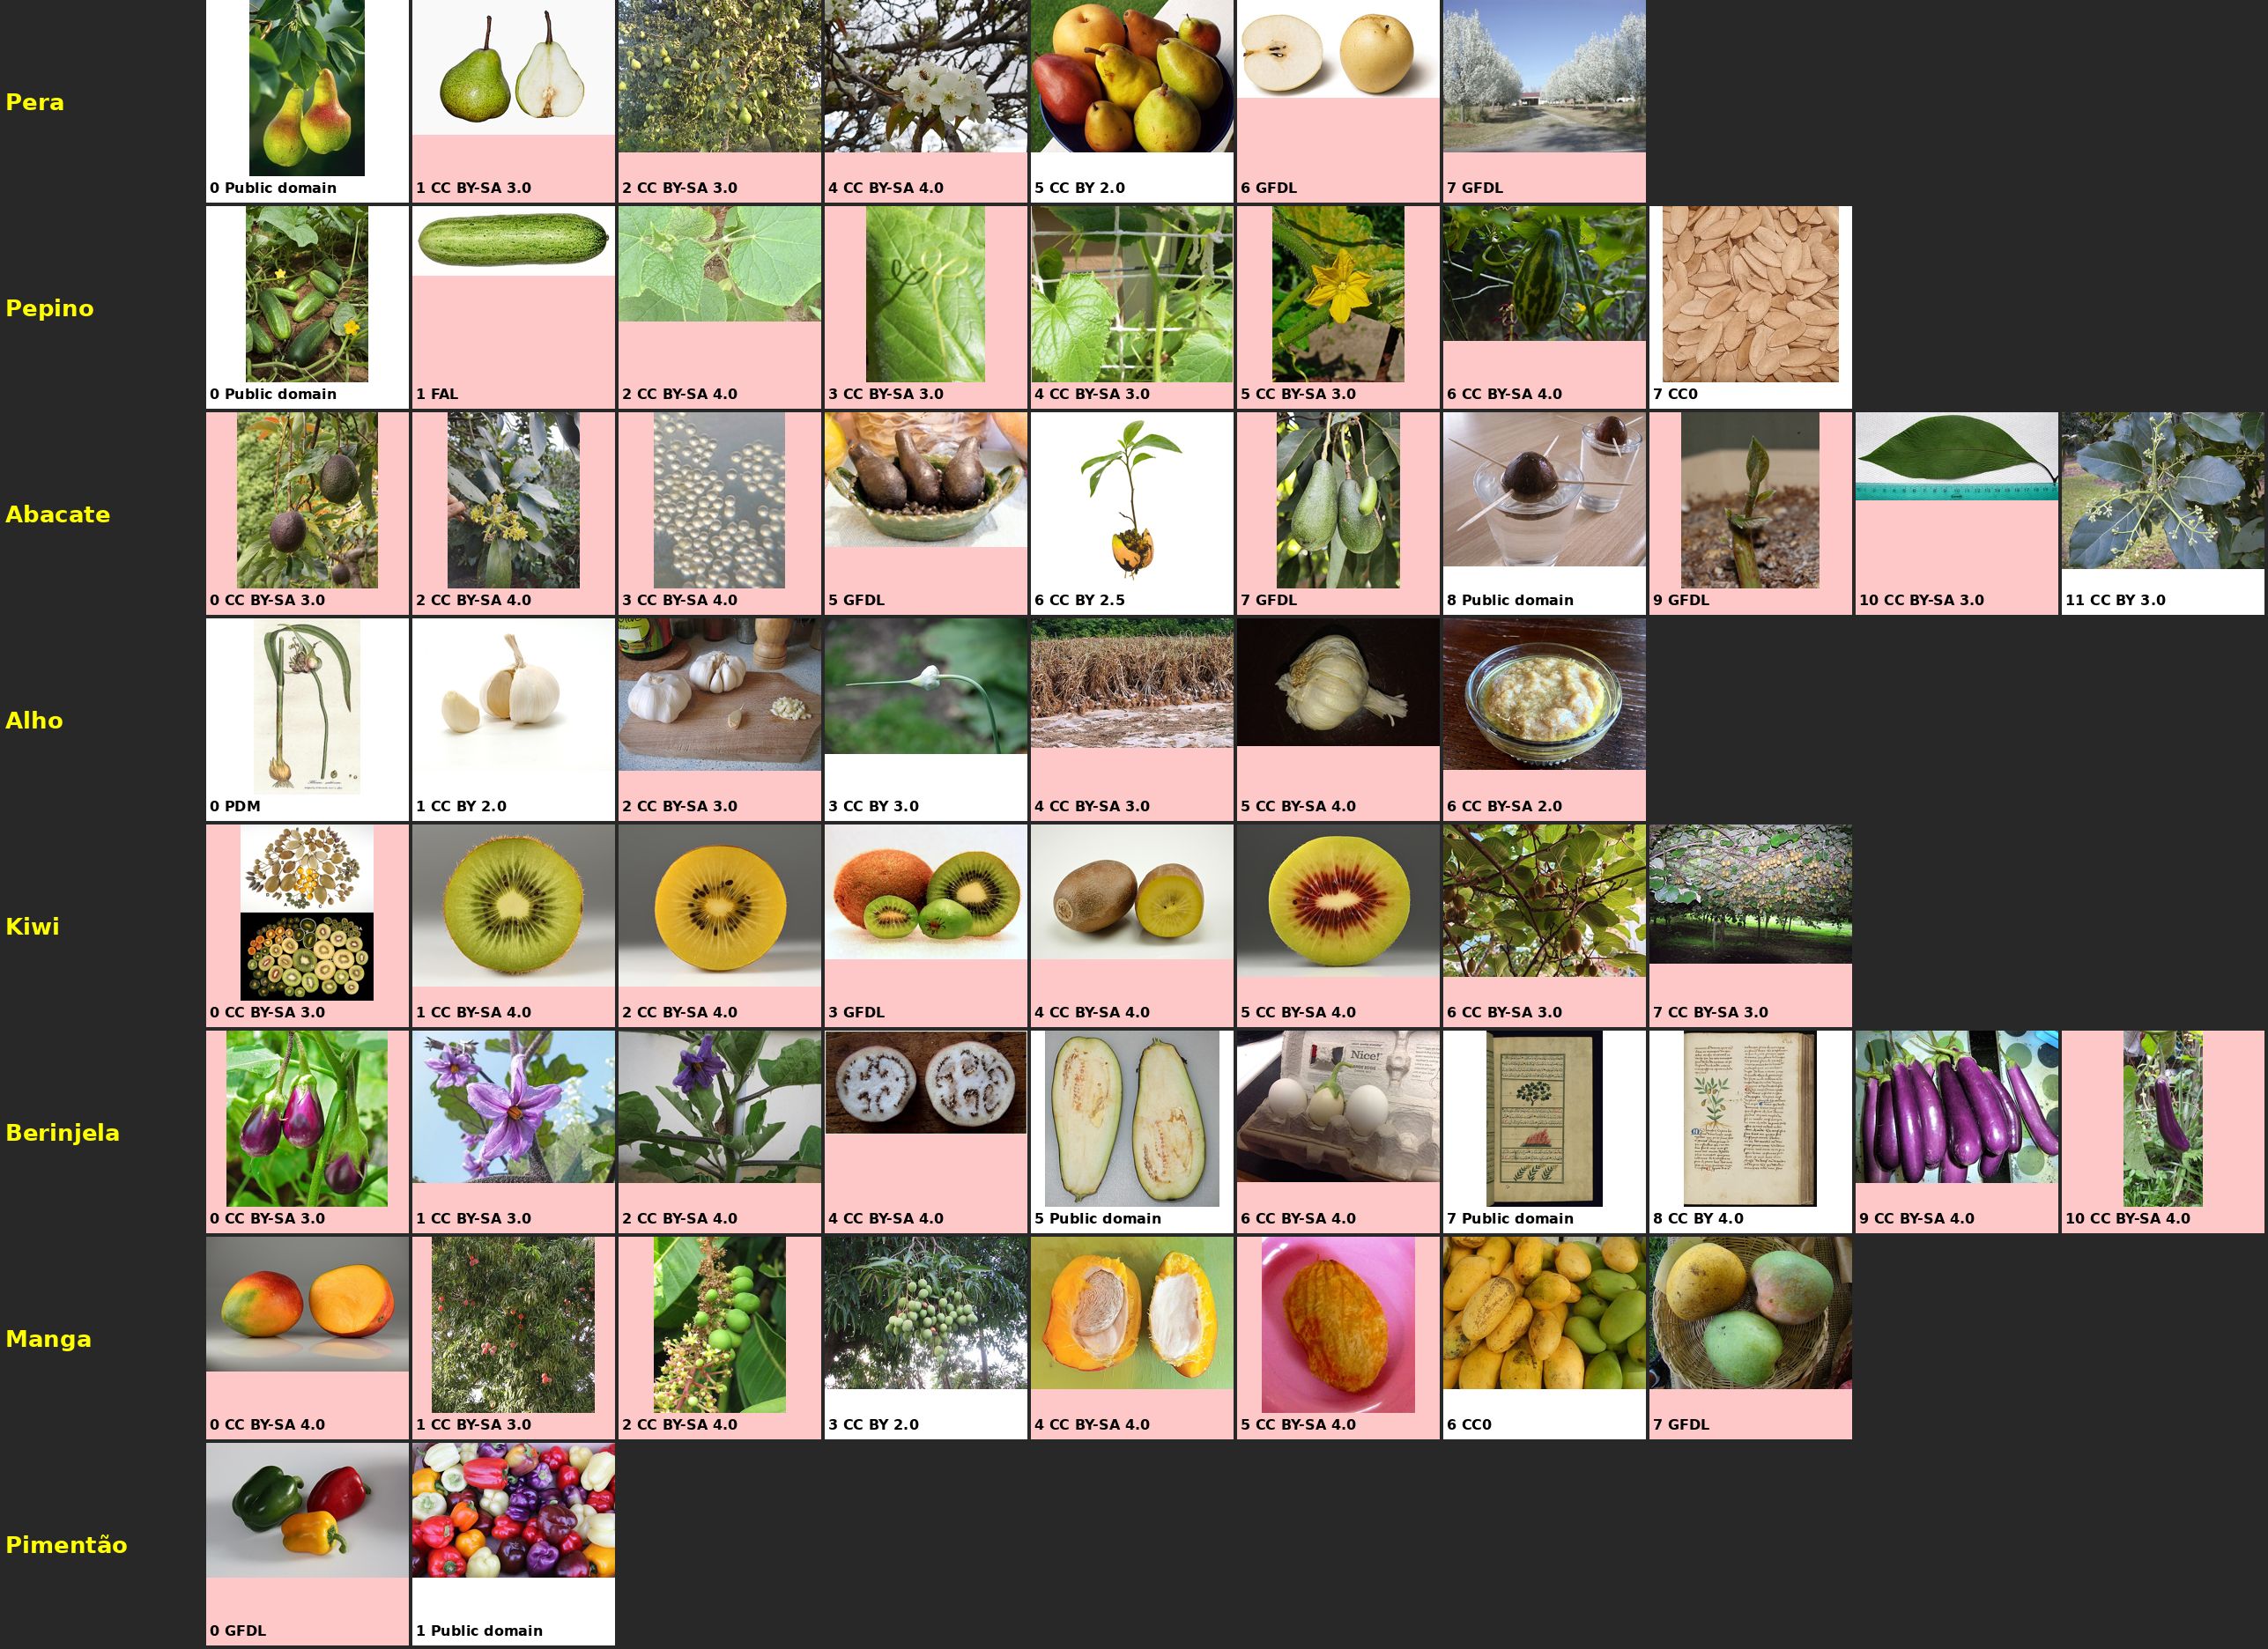 Pera
0 Public domain
1 CC BY-SA 3.0
2 CC BY-SA 3.0
4 CC BY-SA 4.0
5 CC BY 2.0
6 GFDL
7 GFDL
Pepino
0 Public domain
1 FAL
2 CC BY-SA 4.0
3 CC BY-SA 3.0
4 CC BY-SA 3.0
5 CC BY-SA 3.0
6 CC BY-SA 4.0
7 CC0
Abacate
0 CC BY-SA 3.0
2 CC BY-SA 4.0
3 CC BY-SA 4.0
5 GFDL
6 CC BY 2.5
7 GFDL
8 Public domain
9 GFDL
10 CC BY-SA 3.0
11 CC BY 3.0
Alho
0 PDM
1 CC BY 2.0
2 CC BY-SA 3.0
3 CC BY 3.0
4 CC BY-SA 3.0
5 CC BY-SA 4.0
6 CC BY-SA 2.0
Kiwi
0 CC BY-SA 3.0
1 CC BY-SA 4.0
2 CC BY-SA 4.0
3 GFDL
4 CC BY-SA 4.0
5 CC BY-SA 4.0
6 CC BY-SA 3.0
7 CC BY-SA 3.0
Berinjela
Nice!
0 CC BY-SA 3.0
1 CC BY-SA 3.0
2 CC BY-SA 4.0
4 CC BY-SA 4.0
5 Public domain
6 CC BY-SA 4.0
7 Public domain
8 CC BY 4.0
9 CC BY-SA 4.0
10 CC BY-SA 4.0
Manga
0 CC BY-SA 4.0
1 CC BY-SA 3.0
2 CC BY-SA 4.0
3 CC BY 2.0
4 CC BY-SA 4.0
5 CC BY-SA 4.0
6 CC0
7 GFDL
Pimentão
0 GFDL
1 Public domain